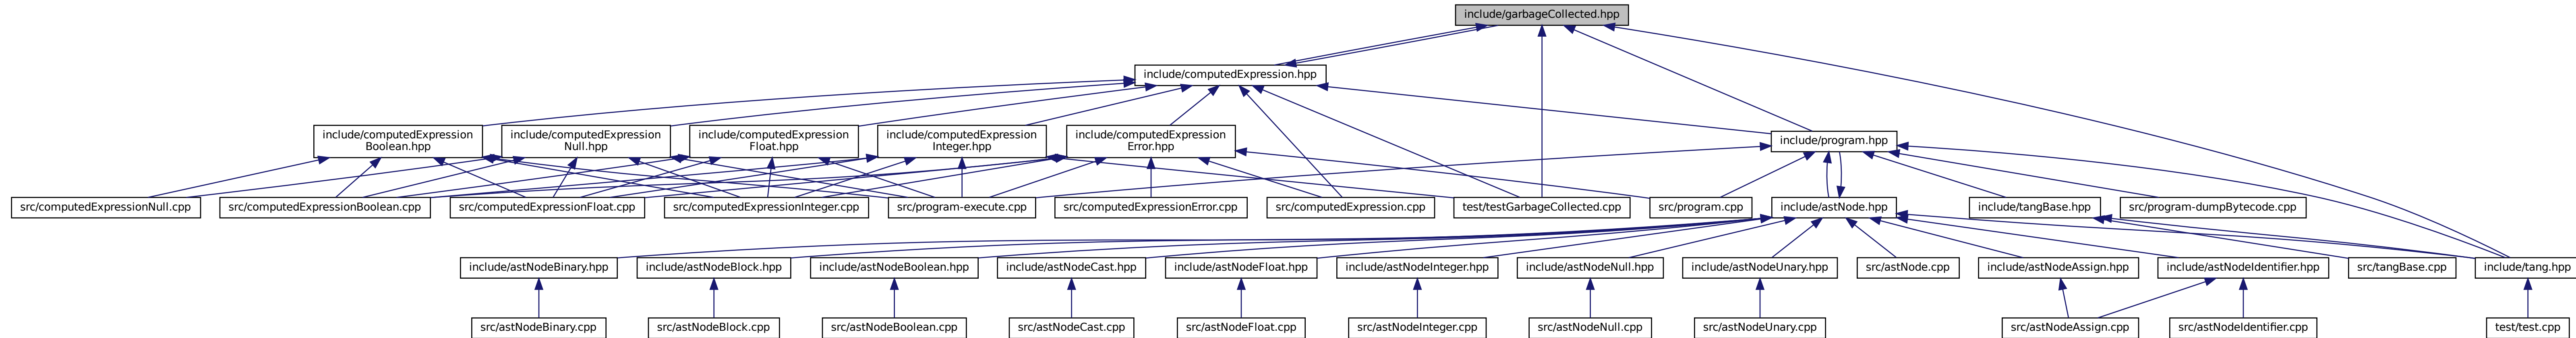 include/garbageCollected.hpp
include/computedExpression.hpp
include/computedExpression
Boolean.hpp
include/computedExpression
Null.hpp
include/computedExpression
Float.hpp
include/computedExpression
Integer.hpp
include/computedExpression
Error.hpp
include/program.hpp
src/computedExpressionNull.cpp
src/computedExpressionBoolean.cpp
src/computedExpressionFloat.cpp
src/computedExpressionInteger.cpp
src/program-execute.cpp
src/computedExpressionError.cpp
src/computedExpression.cpp
test/testGarbageCollected.cpp
src/program.cpp
include/astNode.hpp
include/tangBase.hpp
src/program-dumpBytecode.cpp
include/astNodeBinary.hpp
include/astNodeBlock.hpp
include/astNodeBoolean.hpp
include/astNodeCast.hpp
include/astNodeFloat.hpp
include/astNodeInteger.hpp
include/astNodeNull.hpp
include/astNodeUnary.hpp
src/astNode.cpp
include/astNodeAssign.hpp
include/astNodeIdentifier.hpp
src/tangBase.cpp
include/tang.hpp
src/astNodeBinary.cpp
src/astNodeBlock.cpp
src/astNodeBoolean.cpp
src/astNodeCast.cpp
src/astNodeFloat.cpp
src/astNodeInteger.cpp
src/astNodeNull.cpp
src/astNodeUnary.cpp
src/astNodeAssign.cpp
src/astNodeIdentifier.cpp
test/test.cpp